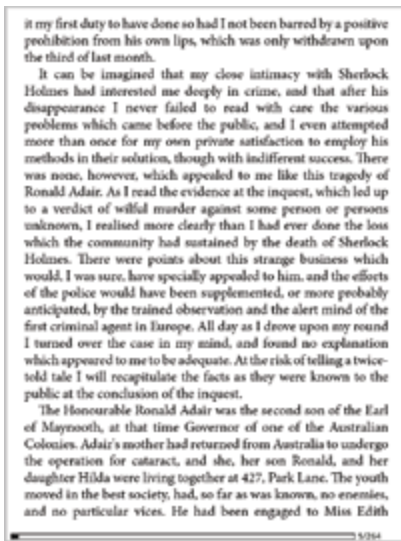 it my first duty to have done so had I not been barred by a positive
prohibition from his own lips, which was only withdrawn upon
the third of last month.
It can be imagined that my close intimacy with Sherlock
Holmes had interested me deeply in crime, and that after his
disappearance I never failed to read with care the various
problems which came before the public, and I even attempted
more than once for my own private satisfaction to employ his
methods in their solution, though with indifferent success. There
was none, however, which appealed to me like this tragedy of
Ronald Adair. As I read the evidence at the inquest, which led up
to a verdict of wilful murder against some person or persons
unknown, I realised more clearly than I had ever done the loss
which the community had sustained by the death of Sherlock
Holmes. There were points about this strange business which
would, I was sure, have specially appealed to him, and the efforts
of the police would have been supplemented, or more probably
anticipated, by the trained observation and the alert mind of the
first criminal agent in Europe. All day as I drove upon my round
I turned over the case in my mind, and found no explanation
which appeared to me to be adequate. At the risk of telling a twice-
told tale I will recapitulate the facts as they were known to the
public at the conclusion of the inquest.
The Honourable Ronald Adair was the second son of the Earl
of Maynooth, at that time Governor of one of the Australian
Colonies. Adair's mother had returned from Australia to undergo
the operation for cataract, and she, her son Ronald, and her
daughter Hilda were living together at 427, Park Lane. The youth
moved in the best society, had, so far as was known, no enemies,
and no particular vices. He had been engaged to Miss Edith
5/264